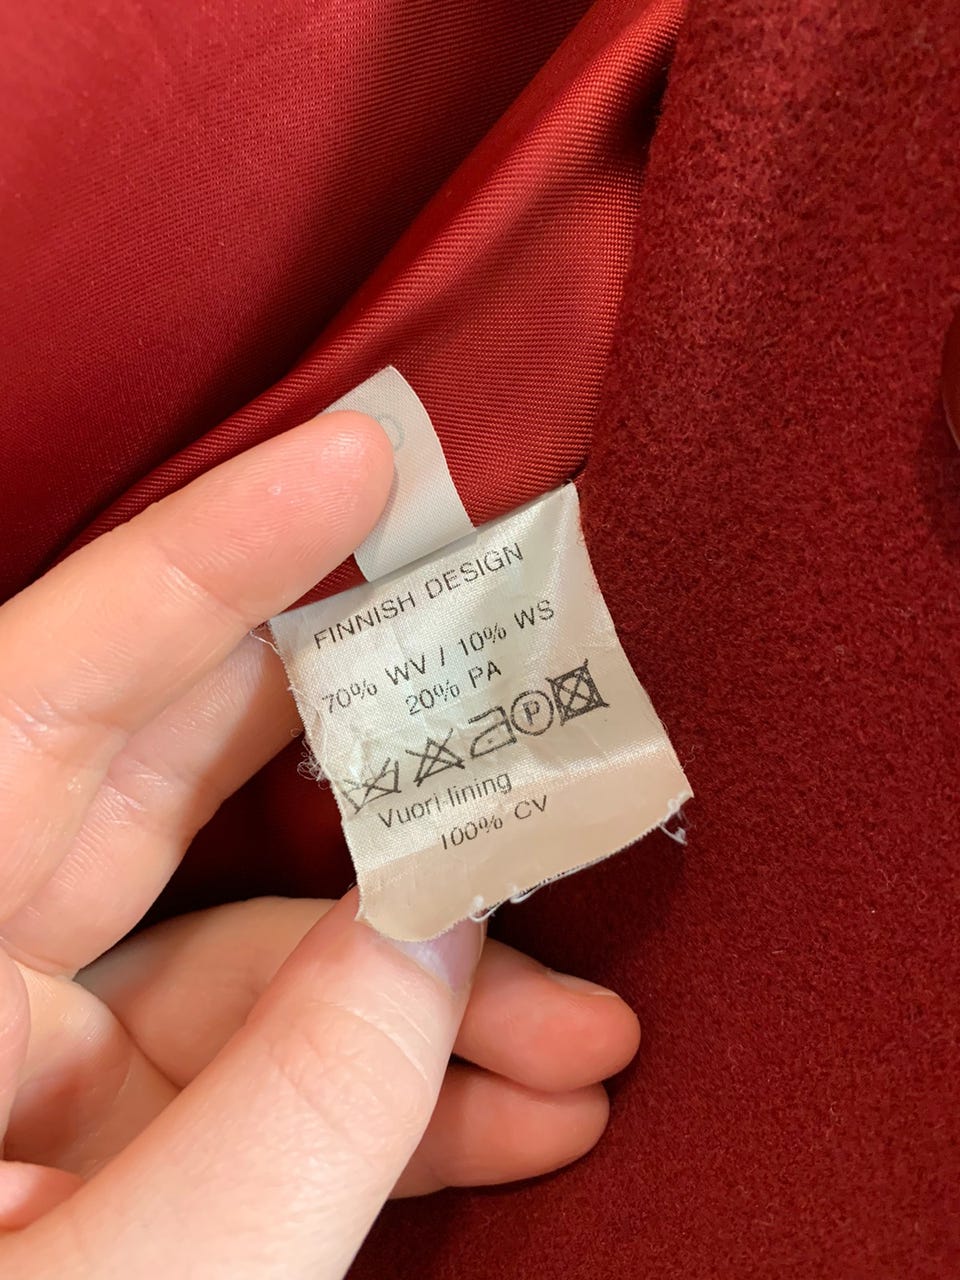 FINNISH DESIGN
70% WV / 10% WS
20% PA
P
Vuori-lining
100% CV